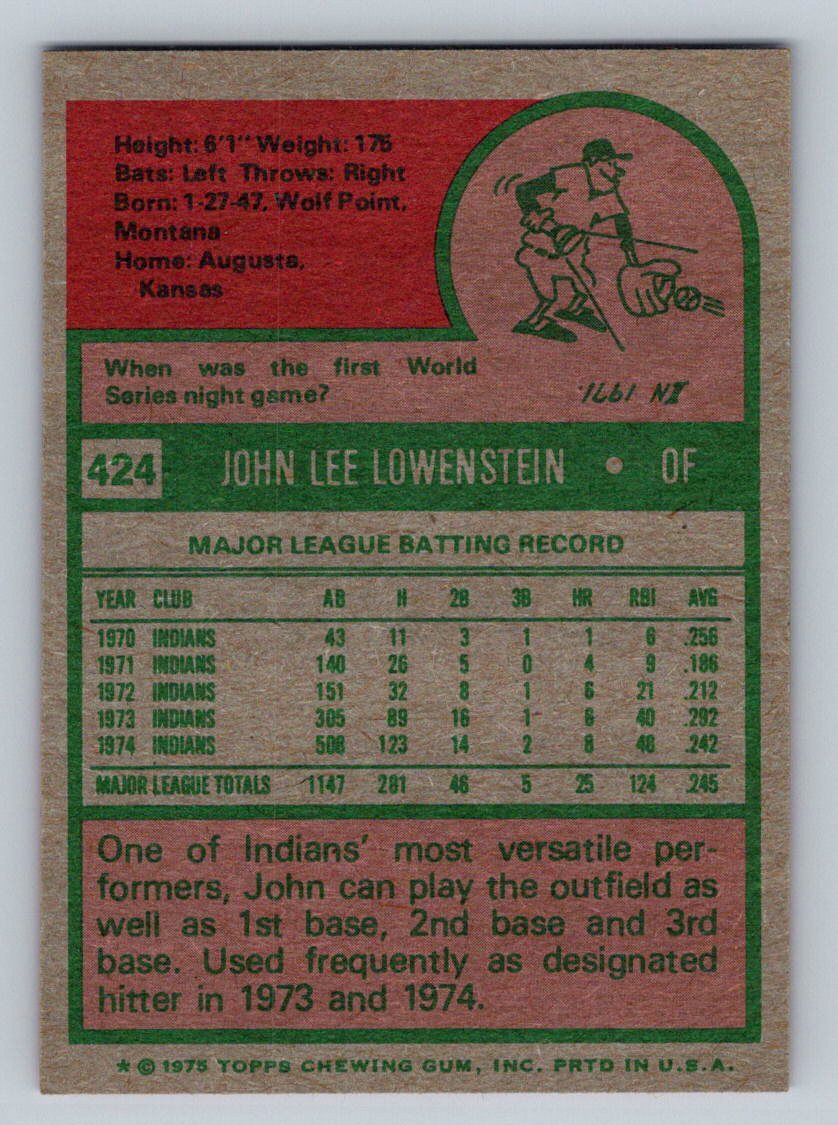 Height: 6'1" Weight: 175
Bats: Left Throws: Right
Born: 1-27-47, Wolf Point,
Montana
Home: Augusta,
Kansas
When was the first World
Series night game?
IN 1971.
424 JOHN LEE LOWENSTEIN • OF
MAJOR LEAGUE BATTING RECORD
YEAR CLUB AB H 2B 3B HR RBI AVG
1970 INDIANS 43 11 3 1 1 6 .256
1971 INDIANS 140 26 5 0 4 9 .186
1972 INDIANS 151 32 8 1 6 21 .212
1973 INDIANS 305 89 16 1 6 40 .292
1974 INDIANS 508 123 14 2 8 48 .242
MAJOR LEAGUE TOTALS 1147 281 46 5 25 124 .245
One of Indians' most versatile per-
formers, John can play the outfield as
well as 1st base, 2nd base and 3rd
base. Used frequently as designated
hitter in 1973 and 1974.
* © 1975 TOPPS CHEWING GUM, INC. PRTD IN U.S.A.